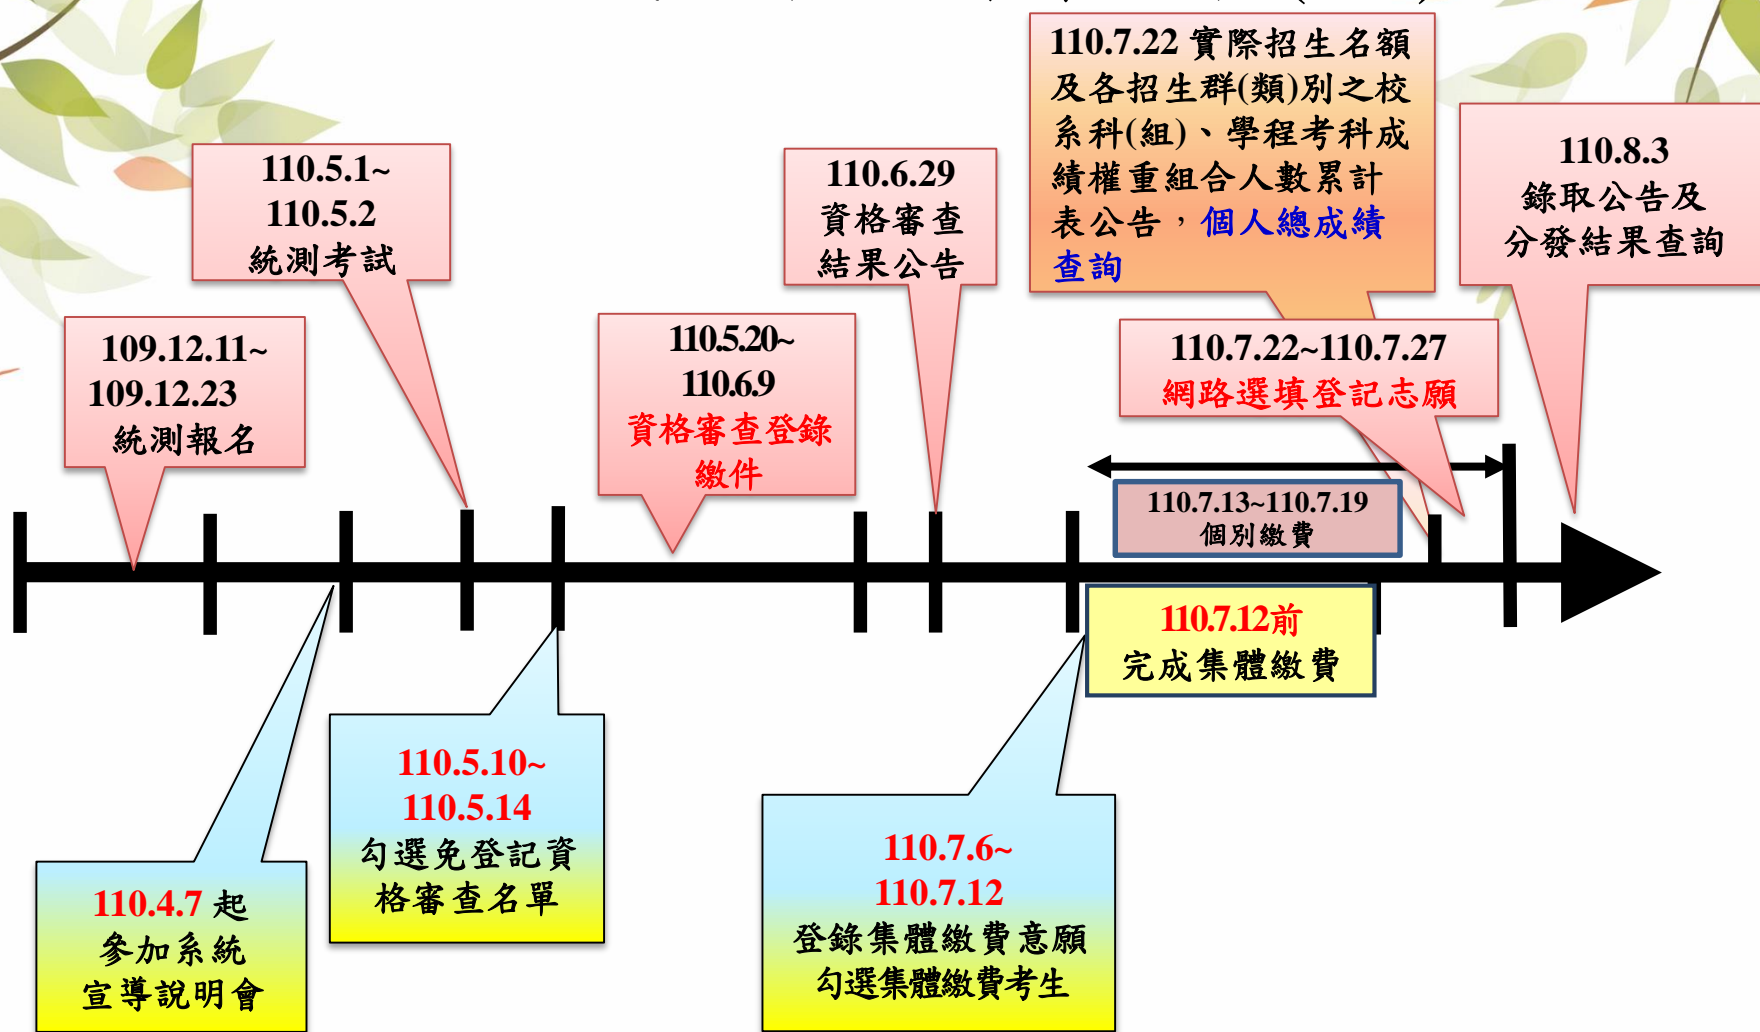 110.7.22 實際招生名額
及各招生群(類)別之校
系科(組)、學程考科成
績權重組合人數累計
表公告，個人總成績
查詢
110.5.1~
110.5.2
統測考試
110.6.29
資格審查
結果公告
110.8.3
錄取公告及
分發結果查詢
109.12.11~
109.12.23
統測報名
110.5.20~
110.6.9
資格審查登錄
繳件
110.7.22~110.7.27
網路選填登記志願
110.7.13~110.7.19
個別繳費
110.7.12前
完成集體繳費
110.4.7 起
參加系統
宣導說明會
110.5.10~
110.5.14
勾選免登記資
格審查名單
110.7.6~
110.7.12
登錄集體繳費意願
勾選集體繳費考生